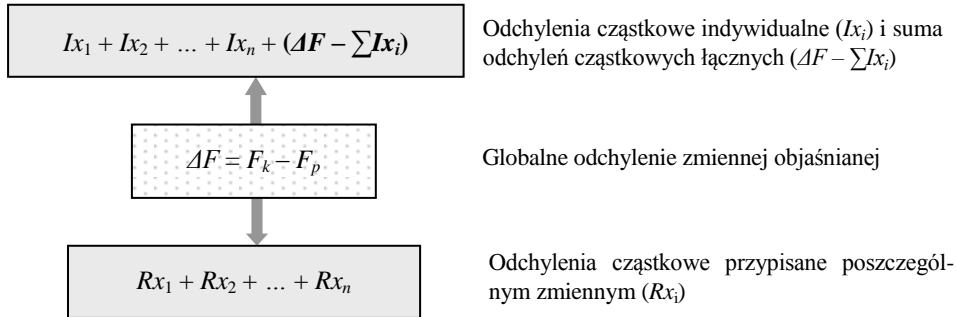 Ix₁ + Ix₂ + ... + Ixₙ + (ΔF – ∑Ixᵢ)
Odchylenia cząstkowe indywidualne (Ixᵢ) i suma
odchyleń cząstkowych łącznych (ΔF – ∑Ixᵢ)
ΔF = Fₖ – Fₚ
Globalne odchylenie zmiennej objaśnianej
Rx₁ + Rx₂ + ... + Rxₙ
Odchylenia cząstkowe przypisane poszczegól-
nym zmiennym (Rxᵢ)